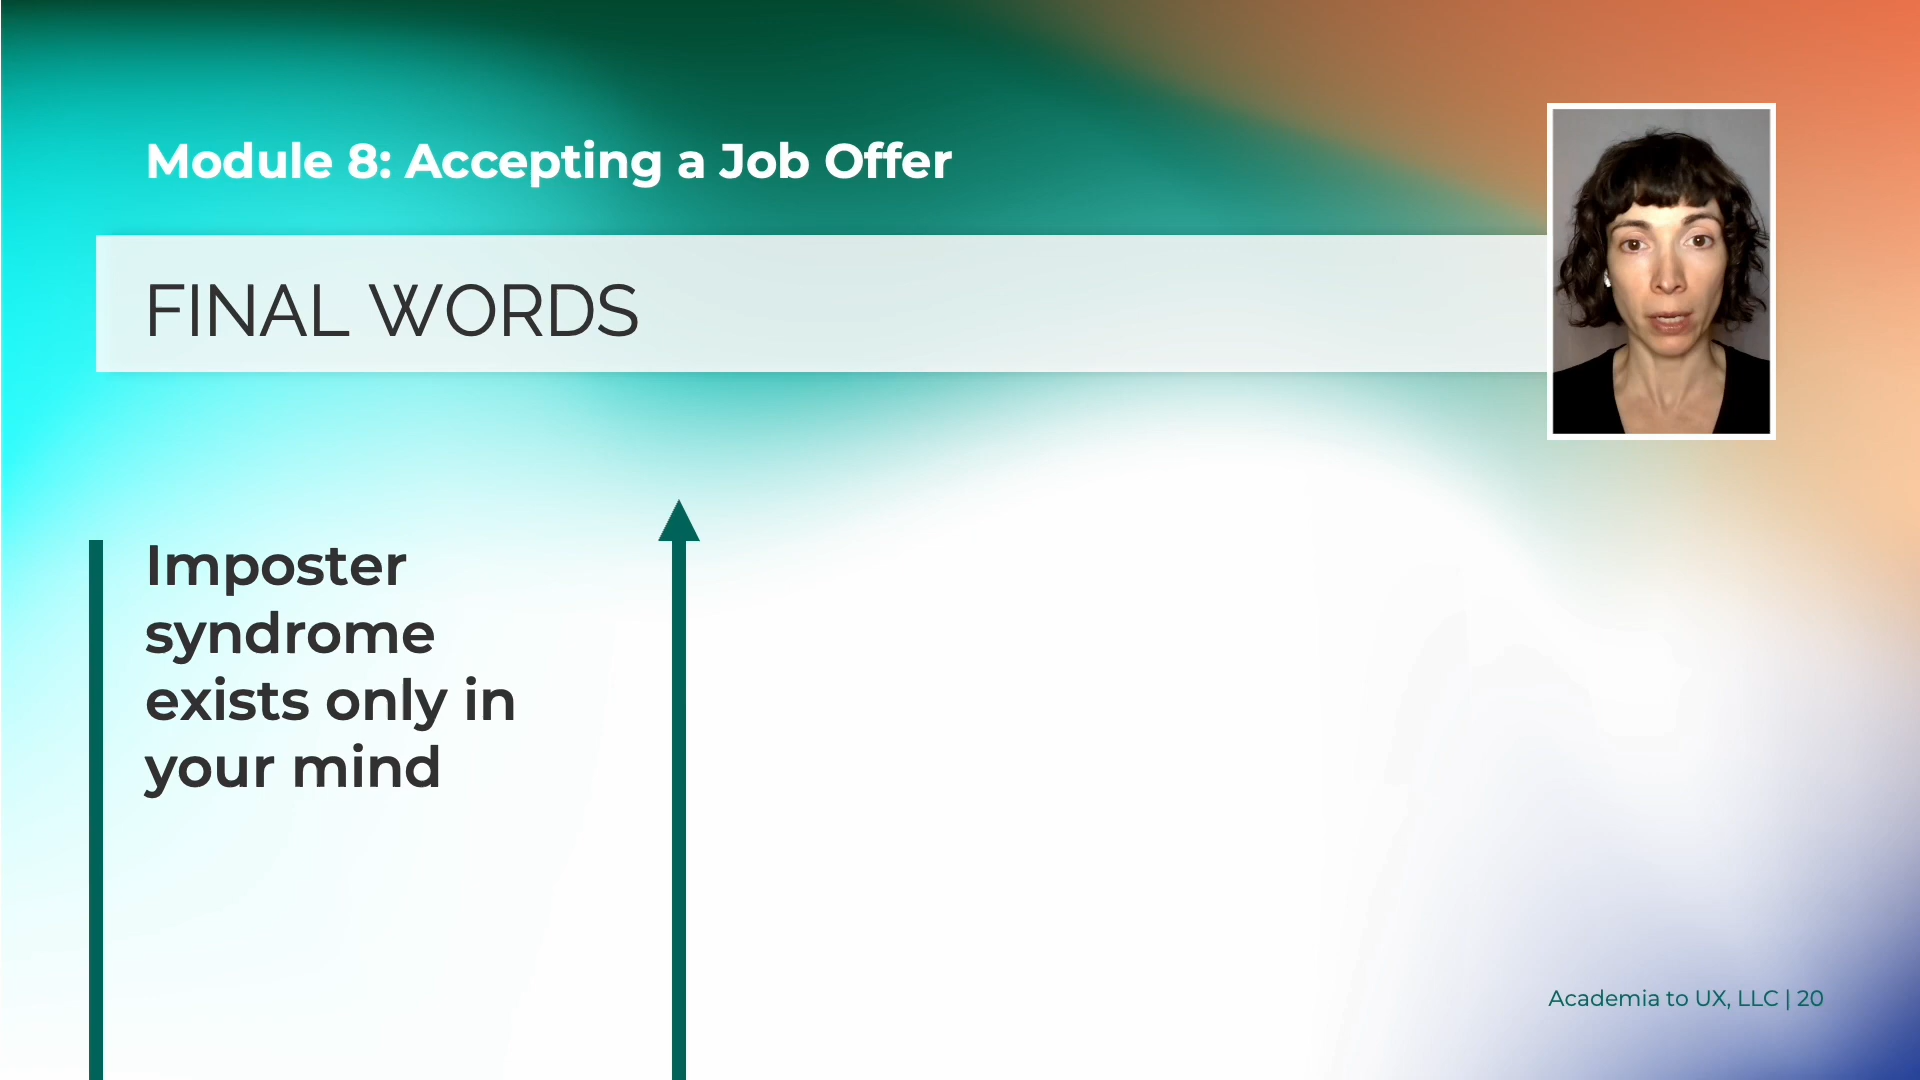 Module 8: Accepting a Job Offer
FINAL WORDS
Imposter
syndrome
exists only in
your mind
Academia to UX, LLC | 20